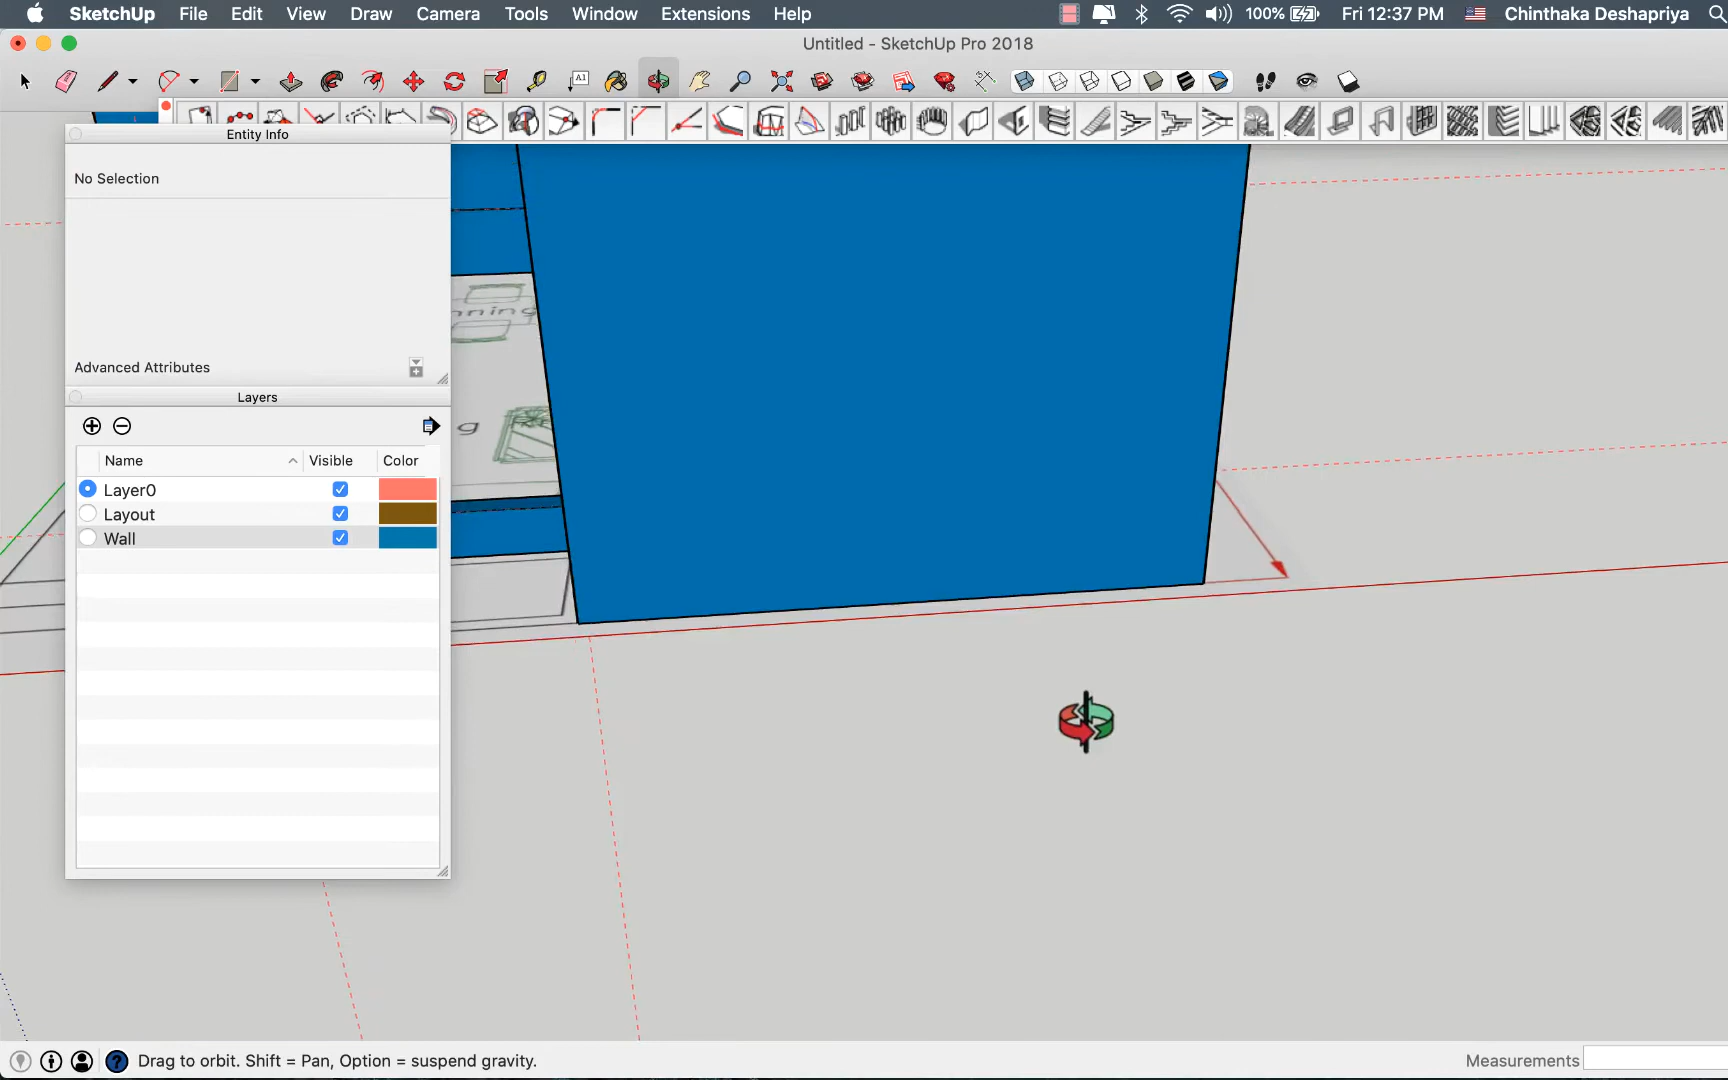 SketchUp File Edit View Draw Camera Tools Window Extensions Help 100% Fri 12:37 PM Chinthaka Deshapriya
Untitled - SketchUp Pro 2018
A1
Entity Info
No Selection
Advanced Attributes
Layers
Name Visible Color
Layer0
Layout
Wall
nning
g
Drag to orbit. Shift = Pan, Option = suspend gravity.
Measurements